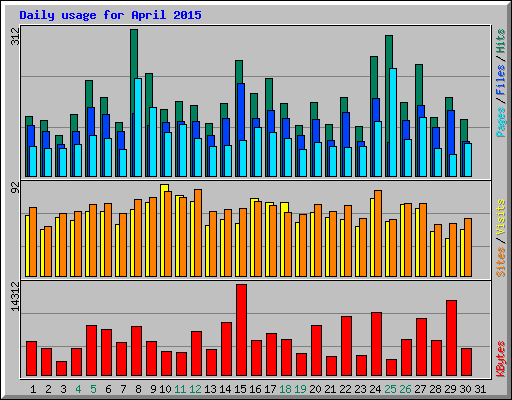 Daily usage for April 2015
312
Pages / Files / Hits
92
Sites / Visits
14312
KBytes
1 2 3 4 5 6 7 8 9 10 11 12 13 14 15 16 17 18 19 20 21 22 23 24 25 26 27 28 29 30 31